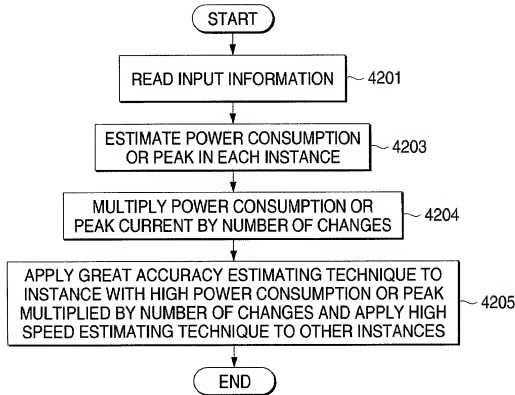 START
READ INPUT INFORMATION
4201
ESTIMATE POWER CONSUMPTION
OR PEAK IN EACH INSTANCE
4203
MULTIPLY POWER CONSUMPTION OR
PEAK CURRENT BY NUMBER OF CHANGES
4204
APPLY GREAT ACCURACY ESTIMATING TECHNIQUE TO
INSTANCE WITH HIGH POWER CONSUMPTION OR PEAK
MULTIPLIED BY NUMBER OF CHANGES AND APPLY HIGH
SPEED ESTIMATING TECHNIQUE TO OTHER INSTANCES
4205
END